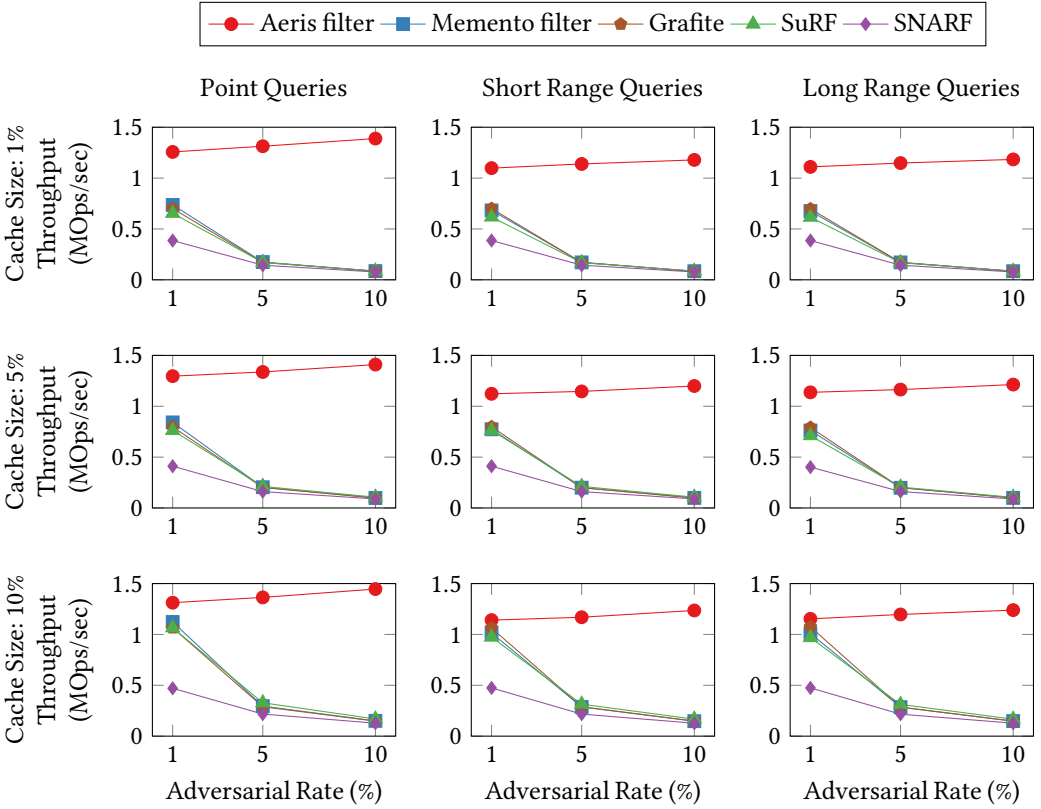 Aeris filter Memento filter Grafite SuRF SNARF
Point Queries Short Range Queries Long Range Queries
Cache Size: 1%
Throughput
(MOps/sec)
1.5 1.5 1.5
1 1 1
0.5 0.5 0.5
0 0 0
1 5 10 1 5 10 1 5 10
Cache Size: 5%
Throughput
(MOps/sec)
1.5 1.5 1.5
1 1 1
0.5 0.5 0.5
0 0 0
1 5 10 1 5 10 1 5 10
Cache Size: 10%
Throughput
(MOps/sec)
1.5 1.5 1.5
1 1 1
0.5 0.5 0.5
0 0 0
1 5 10 1 5 10 1 5 10
Adversarial Rate (%) Adversarial Rate (%) Adversarial Rate (%)